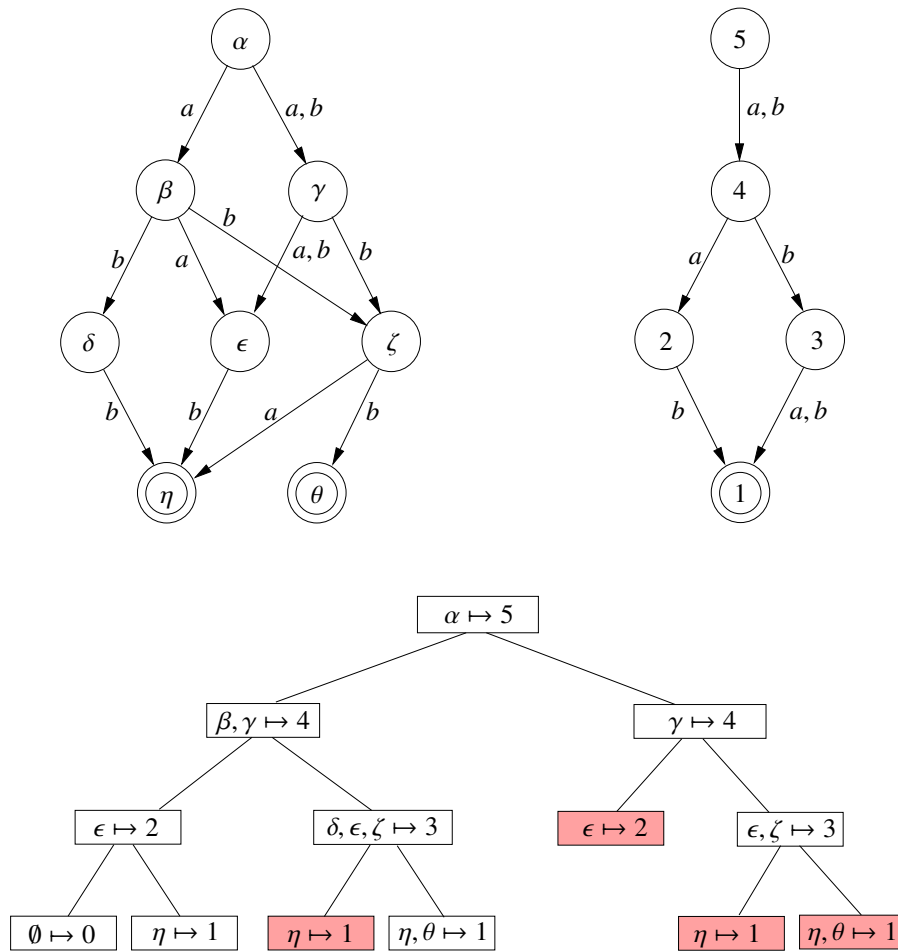 α 5
a a, b a, b
β γ 4
b a b a, b b a b
δ ϵ ζ 2 3
b b a b b a, b
η θ 1
α ↦ 5
β, γ ↦ 4 γ ↦ 4
ϵ ↦ 2 δ, ϵ, ζ ↦ 3 ϵ ↦ 2 ϵ, ζ ↦ 3
∅ ↦ 0 η ↦ 1 η ↦ 1 η, θ ↦ 1 η ↦ 1 η, θ ↦ 1